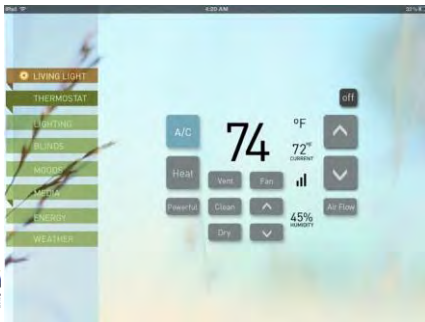 iPad 4:00 AM
LIVING LIGHT
THERMOSTAT
LIGHTING
BLINDS
MOODS
MEDIA
ENERGY
WEATHER
off
A/C
74
°F
72°F
CURRENT
Heat
Vent
Fan
Powerful
Clean
45%
HUMIDITY
Air Flow
Dry